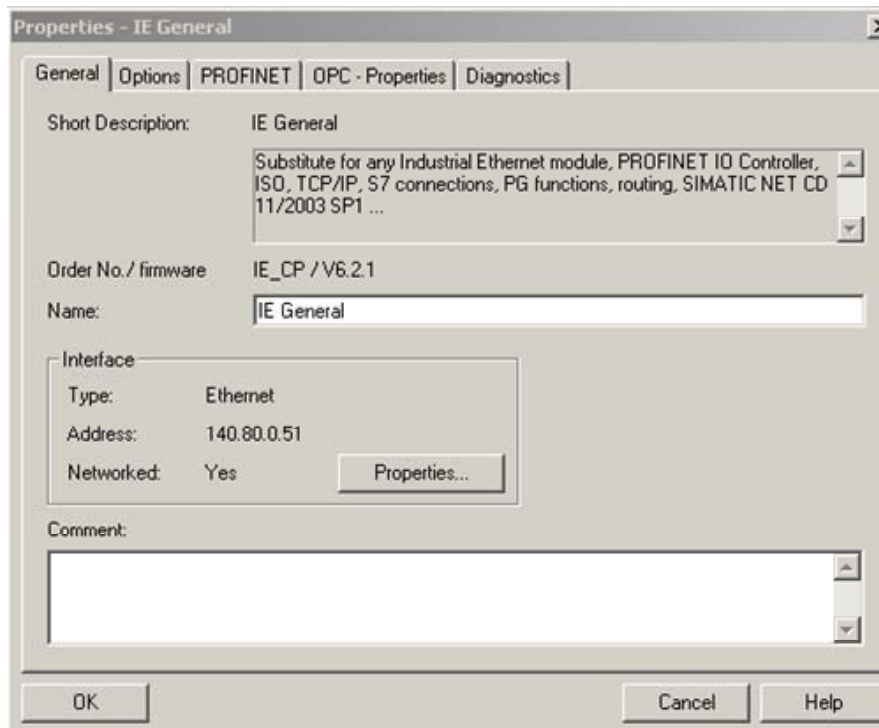 Properties - IE General
General Options PROFINET OPC - Properties Diagnostics
Short Description: IE General
Substitute for any Industrial Ethernet module, PROFINET IO Controller,
ISO, TCP/IP, S7 connections, PG functions, routing, SIMATIC NET CD
11/2003 SP1 ...
Order No./ firmware IE_CP / V6.2.1
Name: IE General
Interface
Type: Ethernet
Address: 140.80.0.51
Networked: Yes Properties...
Comment:
OK Cancel Help